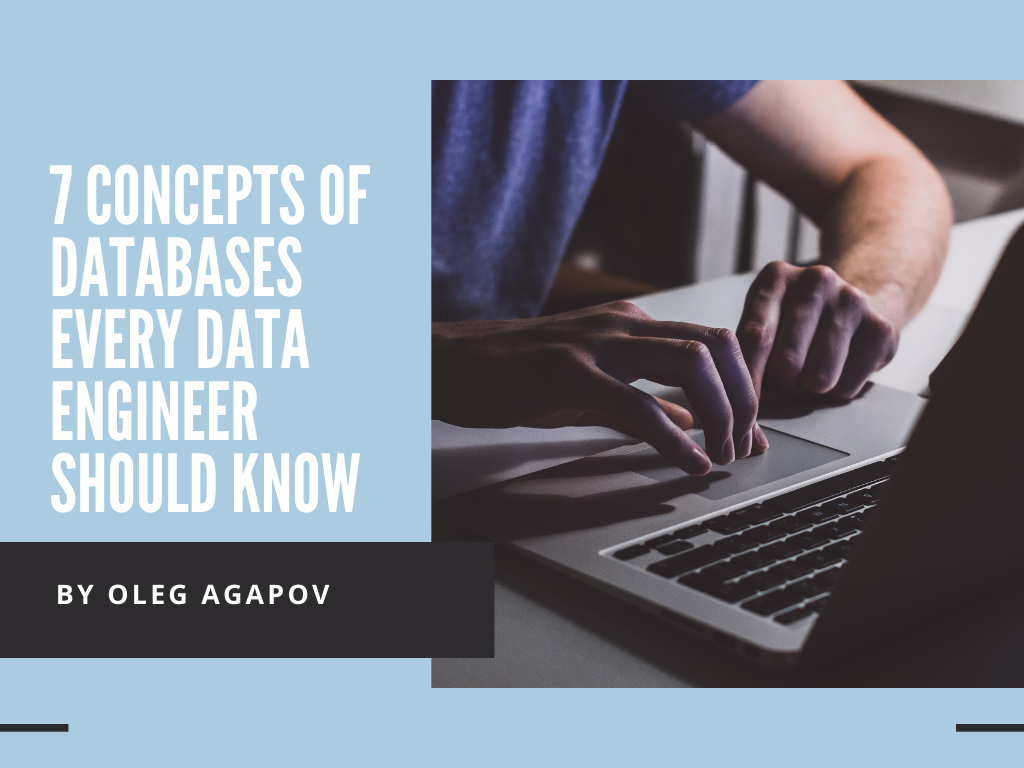 7 CONCEPTS OF
DATABASES
EVERY DATA
ENGINEER
SHOULD KNOW
BY OLEG AGAPOV